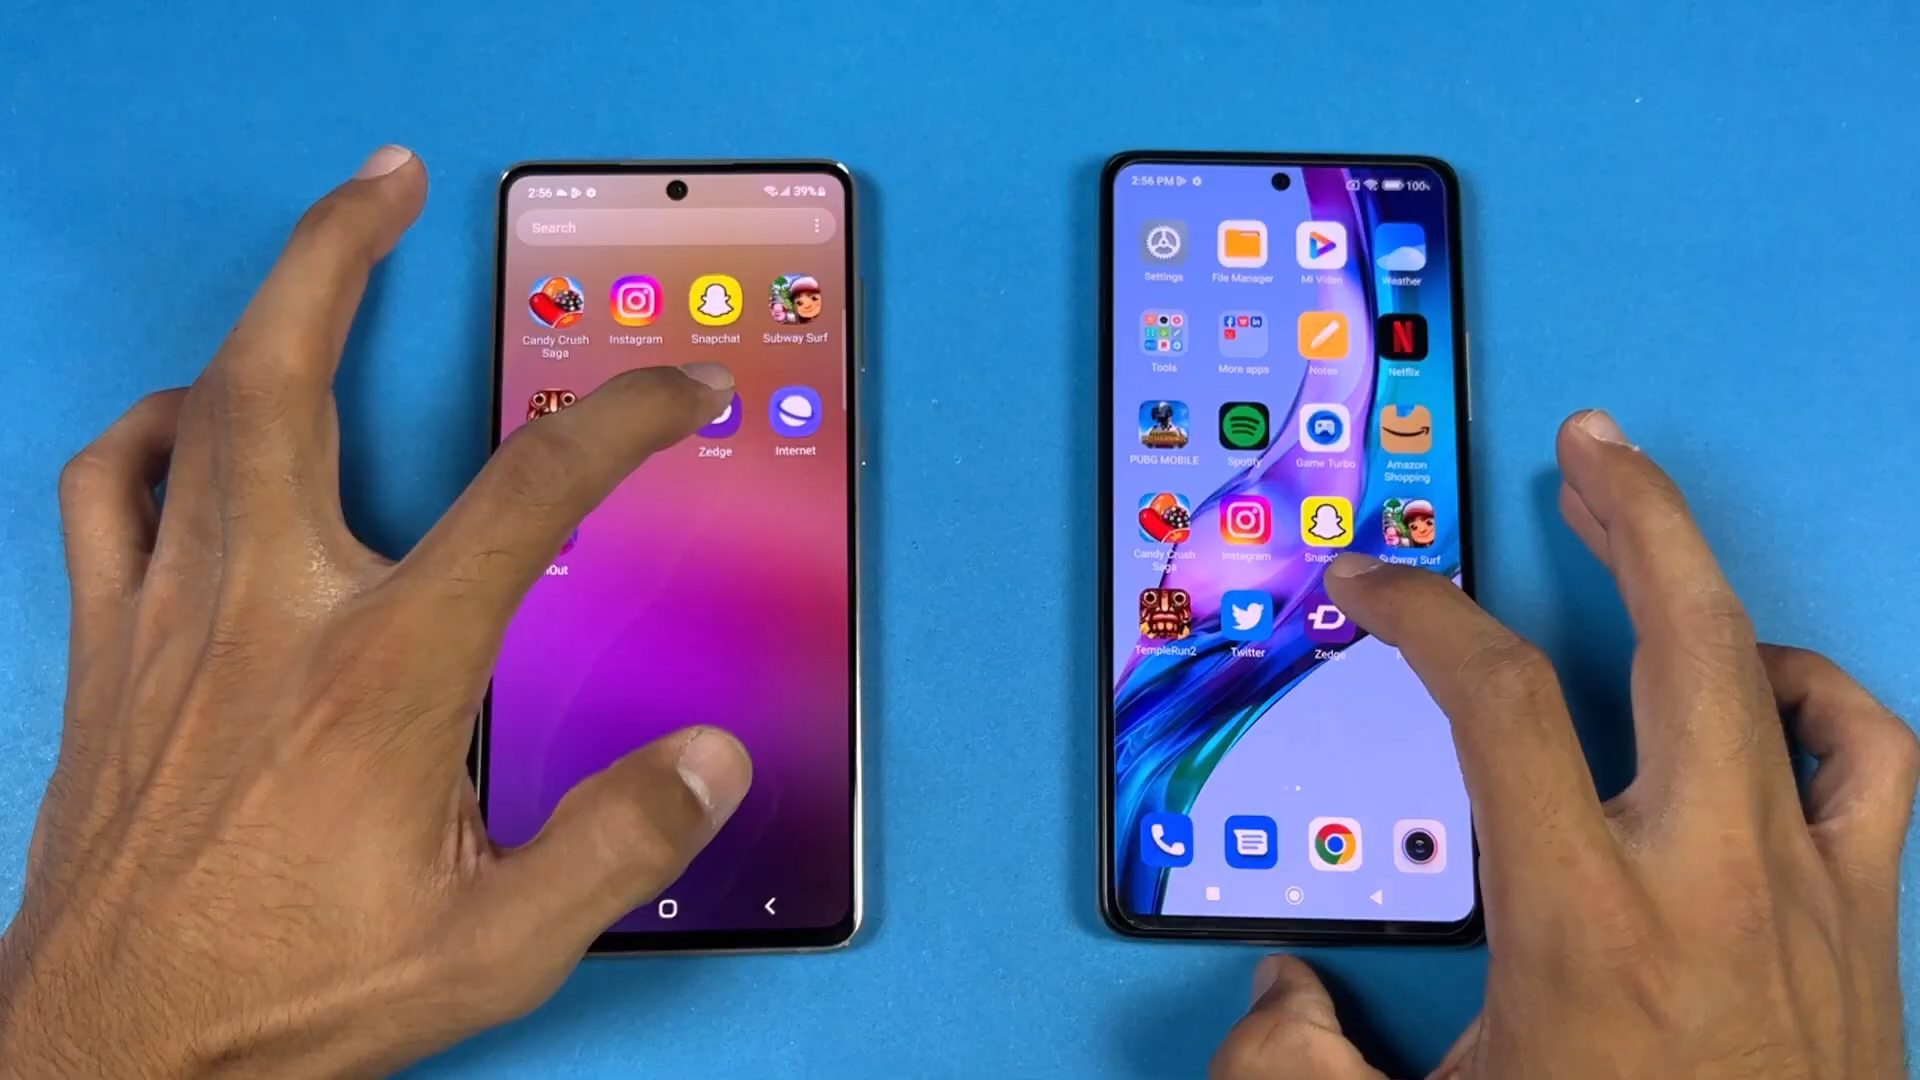 2:56
39%
Search
Candy Crush
Saga
Instagram
Snapchat
Subway Surf
Zedge
Internet
Out
2:56 PM
100%
Settings
File Manager
Mi Video
Weather
Tools
More apps
Notes
Netflix
PUBG MOBILE
Spotify
Game Turbo
Amazon
Shopping
Candy Crush
Saga
Instagram
Snapc
Subway Surf
TempleRun2
Twitter
Zedge